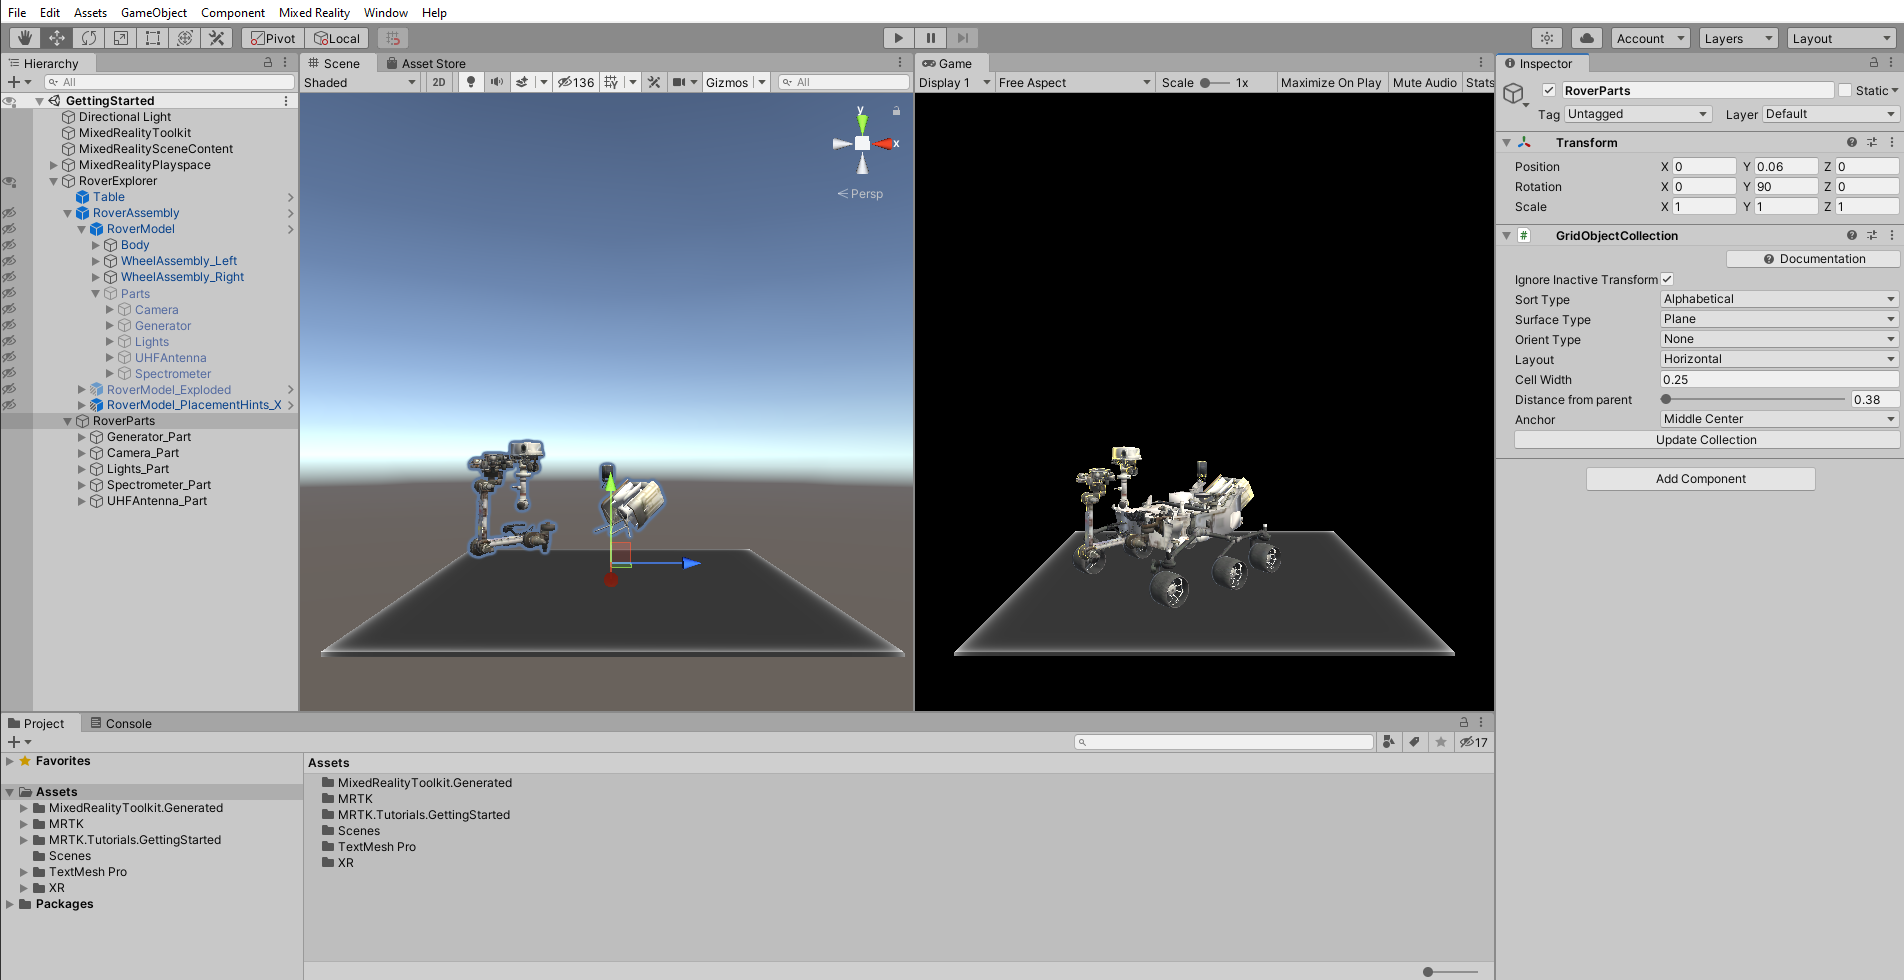 File Edit Assets GameObject Component Mixed Reality Window Help
Pivot Local Account Layers Layout
Hierarchy
All
GettingStarted
Directional Light
MixedRealityToolkit
MixedRealitySceneContent
MixedRealityPlayspace
RoverExplorer
Table
RoverAssembly
RoverModel
Body
WheelAssembly_Left
WheelAssembly_Right
Parts
Camera
Generator
Lights
UHFAntenna
Spectrometer
RoverModel_Exploded
RoverModel_PlacementHints_X
RoverParts
Generator_Part
Camera_Part
Lights_Part
Spectrometer_Part
UHFAntenna_Part
Scene Asset Store
Shaded 2D 136 Gizmos All
y
x
Persp
Game
Display 1 Free Aspect Scale 1x Maximize On Play Mute Audio Stats
Inspector
RoverParts Static
Tag Untagged Layer Default
Transform
Position X 0 Y 0.06 Z 0
Rotation X 0 Y 90 Z 0
Scale X 1 Y 1 Z 1
# GridObjectCollection
Documentation
Ignore Inactive Transform
Sort Type Alphabetical
Surface Type Plane
Orient Type None
Layout Horizontal
Cell Width 0.25
Distance from parent 0.38
Anchor Middle Center
Update Collection
Add Component
Project Console
17
Favorites
Assets
MixedRealityToolkit.Generated
MRTK
MRTK.Tutorials.GettingStarted
Scenes
TextMesh Pro
XR
Packages
Assets
MixedRealityToolkit.Generated
MRTK
MRTK.Tutorials.GettingStarted
Scenes
TextMesh Pro
XR